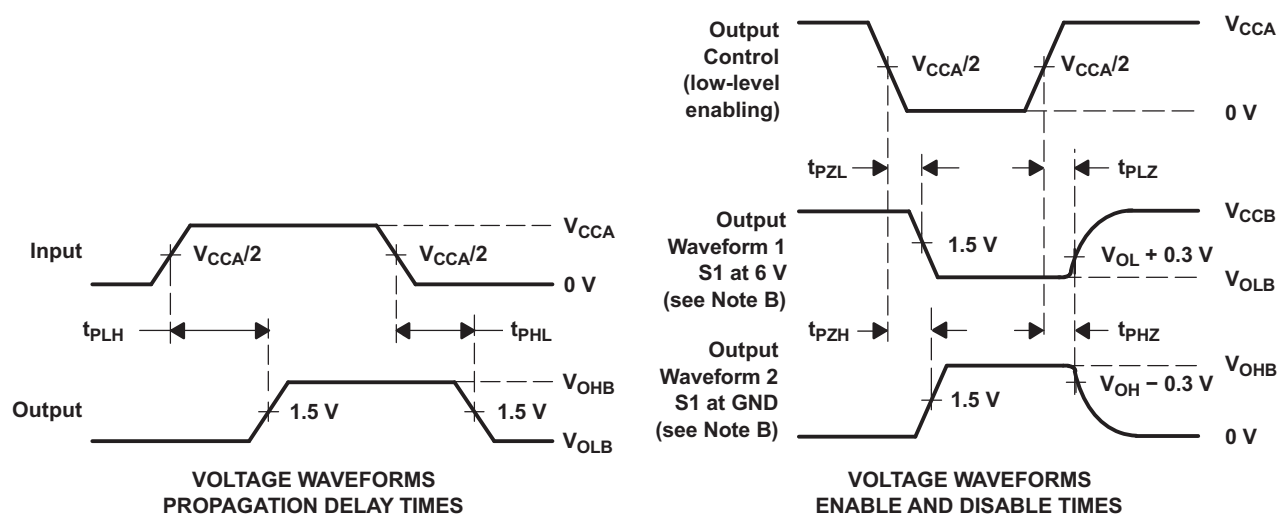 Input
V_CCA/2
V_CCA/2
V_CCA
0 V
t_PLH
t_PHL
Output
1.5 V
1.5 V
V_OHB
V_OLB
VOLTAGE WAVEFORMS
PROPAGATION DELAY TIMES
Output
Control
(low-level
enabling)
V_CCA/2
V_CCA/2
V_CCA
0 V
t_PZL
t_PLZ
Output
Waveform 1
S1 at 6 V
(see Note B)
1.5 V
V_CCB
V_OL + 0.3 V
V_OLB
t_PZH
t_PHZ
Output
Waveform 2
S1 at GND
(see Note B)
1.5 V
V_OHB
V_OH − 0.3 V
0 V
VOLTAGE WAVEFORMS
ENABLE AND DISABLE TIMES